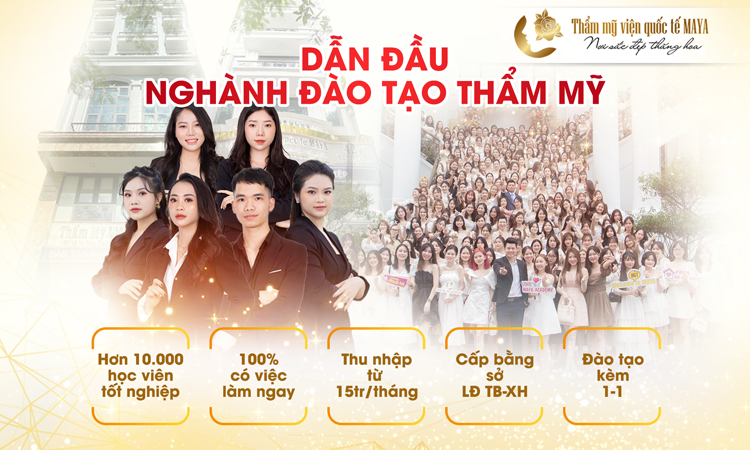 Thẩm mỹ viện quốc tế MAYA
Nơi sắc đẹp thăng hoa
DẪN ĐẦU
NGHÀNH ĐÀO TẠO THẨM MỸ
Hơn 10.000
học viên
tốt nghiệp
100%
có việc
làm ngay
Thu nhập
từ
15tr/tháng
Cấp bằng
sở
LĐ TB-XH
Đào tạo
kèm
1-1